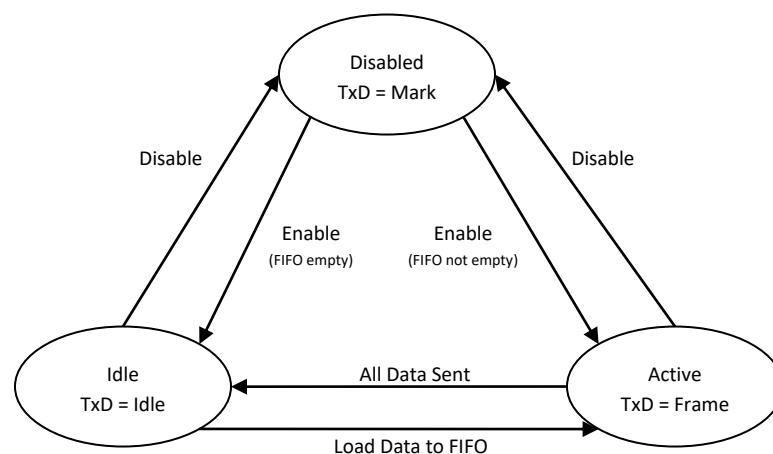 Disabled
TxD = Mark
Disable
Disable
Enable
(FIFO empty)
Enable
(FIFO not empty)
Idle
TxD = Idle
All Data Sent
Active
TxD = Frame
Load Data to FIFO